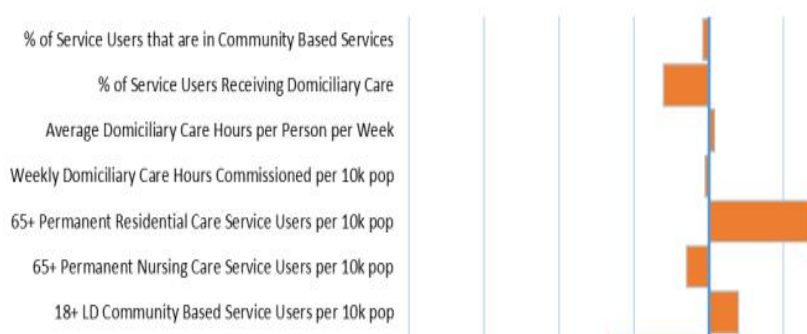 % of Service Users that are in Community Based Services
% of Service Users Receiving Domiciliary Care
Average Domiciliary Care Hours per Person per Week
Weekly Domiciliary Care Hours Commissioned per 10k pop
65+ Permanent Residential Care Service Users per 10k pop
65+ Permanent Nursing Care Service Users per 10k pop
18+ LD Community Based Service Users per 10k pop